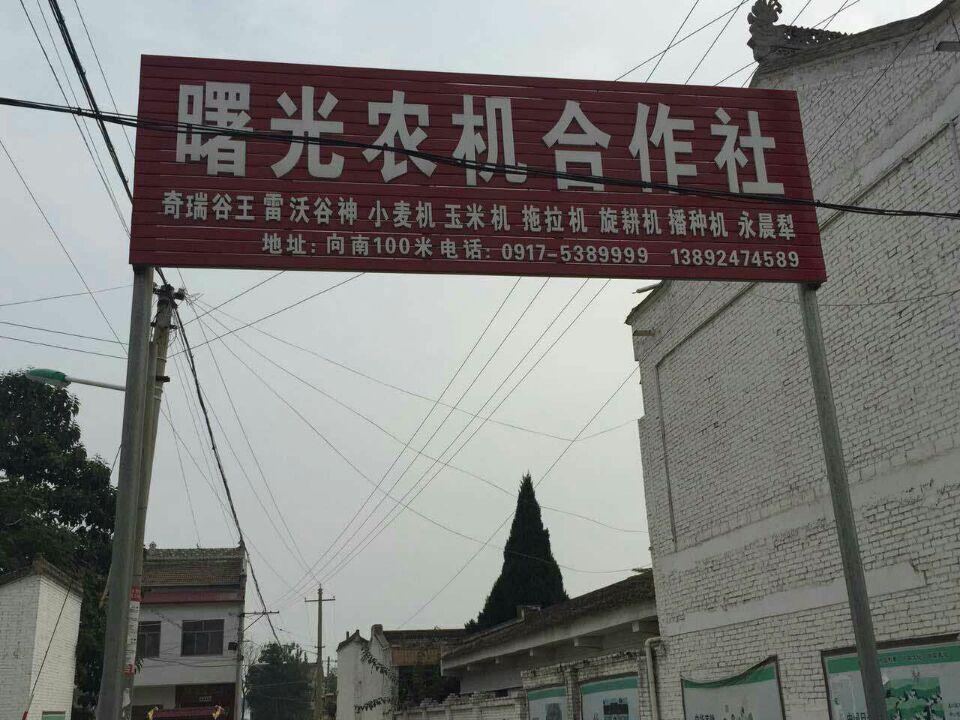 曙光农机合作社
奇瑞谷王 雷沃谷神 小麦机 玉米机 拖拉机 旋耕机 播种机 永晨犁
地址: 向南100米 电话: 0917-5389999 13892474589